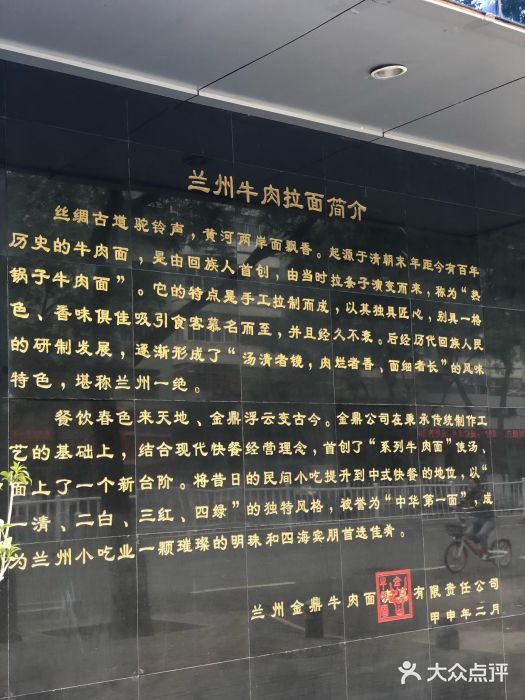 兰州牛肉拉面简介
丝绸古道驼铃声，黄河两岸面飘香。起源于清朝末年距今有百年
历史的牛肉面，是由回族人首创，由当时拉条子演变而来，称为“热
锅子牛肉面”。它的特点是手工拉制而成，以其独具匠心，别具一格
色、香味俱佳吸引食客慕名而至，并且经久不衰。后经历代回族人民
的研制发展，逐渐形成了“汤清者镜，肉烂者香、面细者长”的风味
特色，堪称兰州一绝。
餐饮春色来天地、金鼎浮云变古今。金鼎公司在秉承传统制作工
艺的基础上，结合现代快餐经营理念，首创了“系列牛肉面”使汤、
面上了一个新台阶。将昔日的民间小吃提升到中式快餐的地位，以“
一清、二白、三红、四绿”的独特风格，被誉为“中华第一面”，成
为兰州小吃业一颗璀璨的明珠和四海宾朋首选佳肴。
兰州金鼎牛肉面 有限责任公司
甲申年二月
大众点评